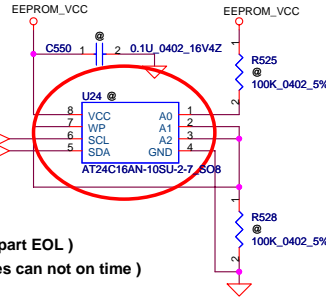 EEPROM_VCC
EEPROM_VCC
C550 1 2 0.1U_0402_16V4Z
@
1
R525
@
100K_0402_5%
2
U24 @
8 VCC A0 1
7 WP A1 2
6 SCL A2 3
5 SDA GND 4
AT24C16AN-10SU-2-7_SO8
1
R528
@
100K_0402_5%
2
part EOL )
es can not on time )